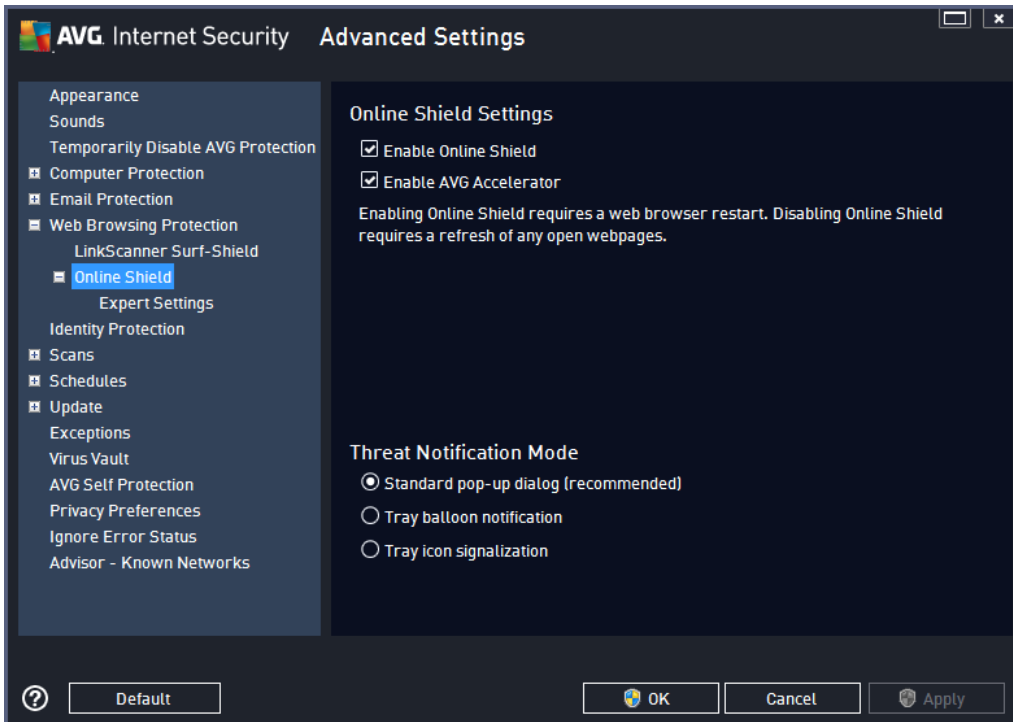 AVG. Internet Security Advanced Settings
Appearance
Sounds
Temporarily Disable AVG Protection
Computer Protection
Email Protection
Web Browsing Protection
LinkScanner Surf-Shield
Online Shield
Expert Settings
Identity Protection
Scans
Schedules
Update
Exceptions
Virus Vault
AVG Self Protection
Privacy Preferences
Ignore Error Status
Advisor - Known Networks
Online Shield Settings
Enable Online Shield
Enable AVG Accelerator
Enabling Online Shield requires a web browser restart. Disabling Online Shield
requires a refresh of any open webpages.
Threat Notification Mode
Standard pop-up dialog (recommended)
Tray balloon notification
Tray icon signalization
? Default OK Cancel Apply